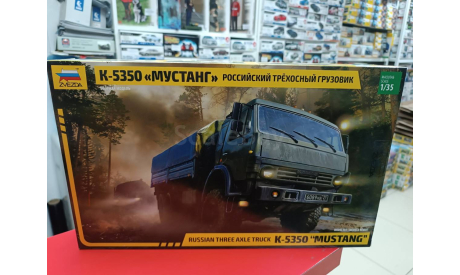 ZVEZDA
К-5350 «МУСТАНГ» РОССИЙСКИЙ ТРЁХОСНЫЙ ГРУЗОВИК
1/35
RUSSIAN THREE AXLE TRUCK K-5350 "MUSTANG"